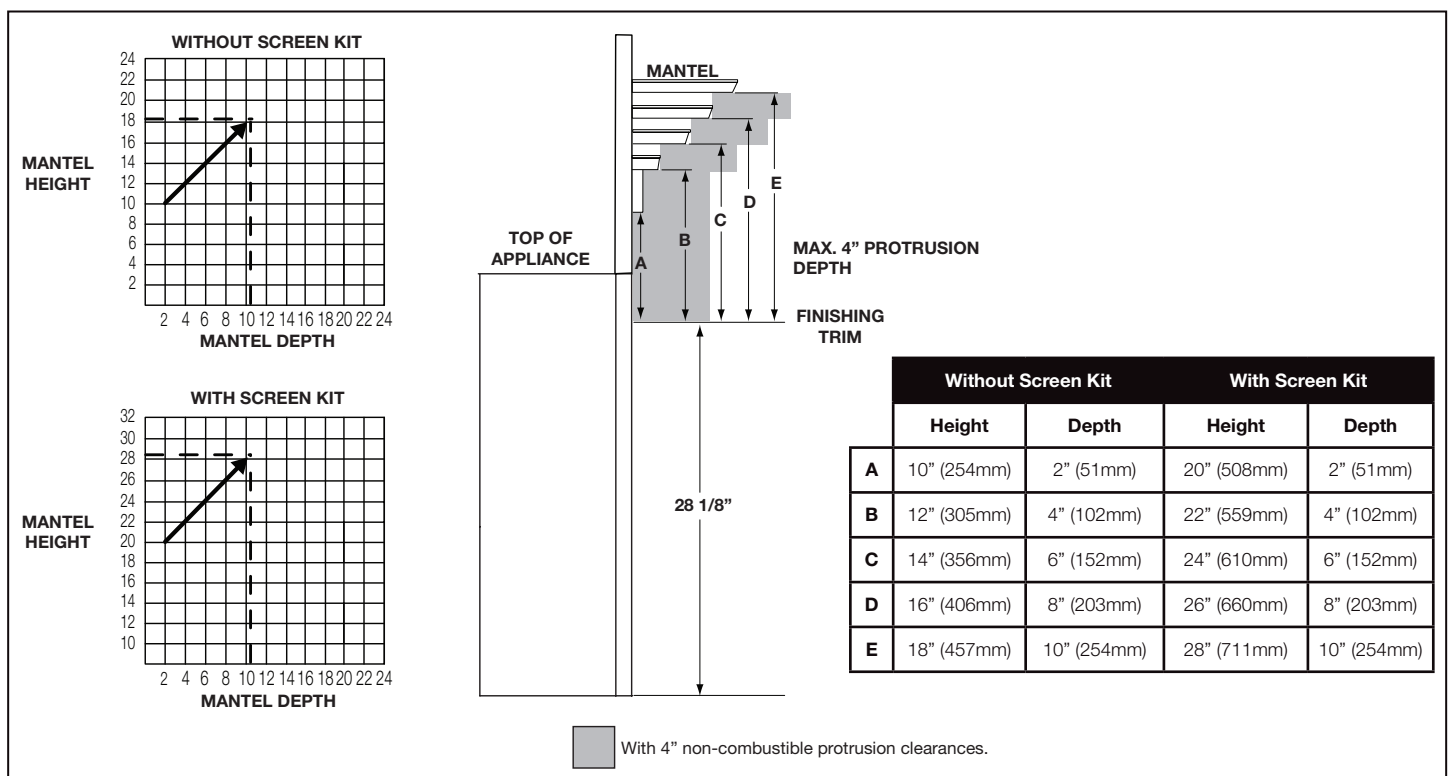 WITHOUT SCREEN KIT
24
22
20
18
16
14
12
10
8
6
4
2
MANTEL
HEIGHT
2 4 6 8 10 12 14 16 18 20 22 24
MANTEL DEPTH
WITH SCREEN KIT
32
30
28
26
24
22
20
18
16
14
12
10
MANTEL
HEIGHT
2 4 6 8 10 12 14 16 18 20 22 24
MANTEL DEPTH
MANTEL
TOP OF
APPLIANCE
A
B
C
D
E
MAX. 4” PROTRUSION
DEPTH
FINISHING
TRIM
28 1/8”
Without Screen Kit With Screen Kit
Height Depth Height Depth
A 10” (254mm) 2” (51mm) 20” (508mm) 2” (51mm)
B 12” (305mm) 4” (102mm) 22” (559mm) 4” (102mm)
C 14” (356mm) 6” (152mm) 24” (610mm) 6” (152mm)
D 16” (406mm) 8” (203mm) 26” (660mm) 8” (203mm)
E 18” (457mm) 10” (254mm) 28” (711mm) 10” (254mm)
With 4” non-combustible protrusion clearances.